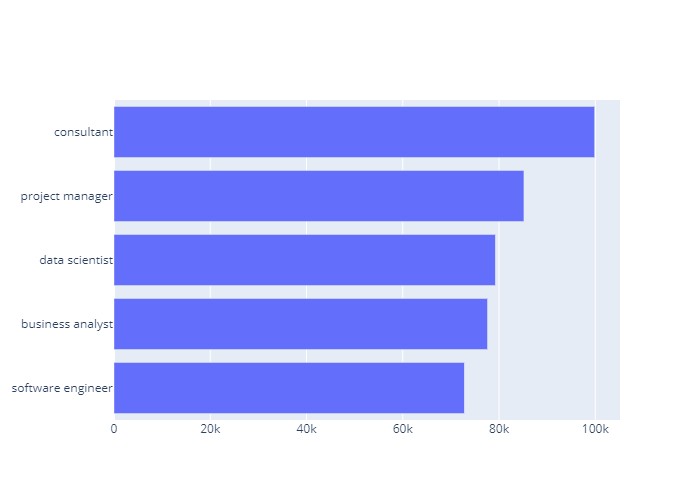 consultant
project manager
data scientist
business analyst
software engineer
0 20k 40k 60k 80k 100k